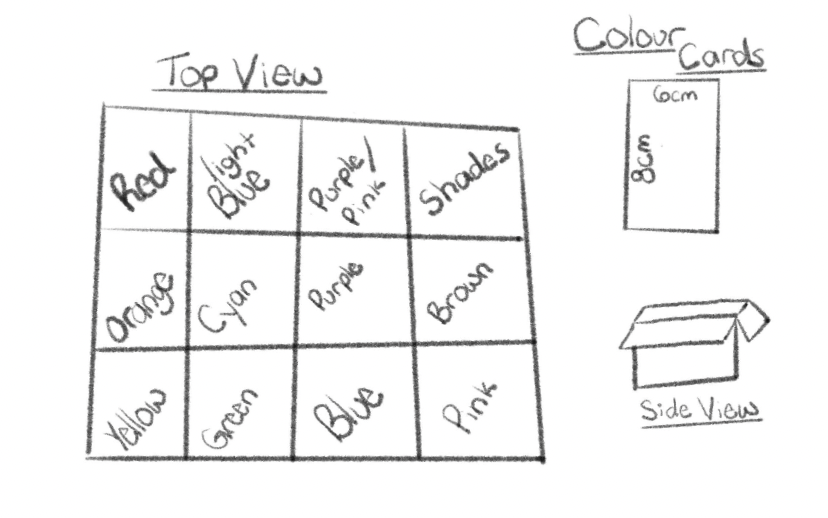 Top View
Red
light
Blue
Purple/
Pink
Shades
Orange
Cyan
Purple
Brown
Yellow
Green
Blue
Pink
Colour
Cards
6cm
8cm
Side View